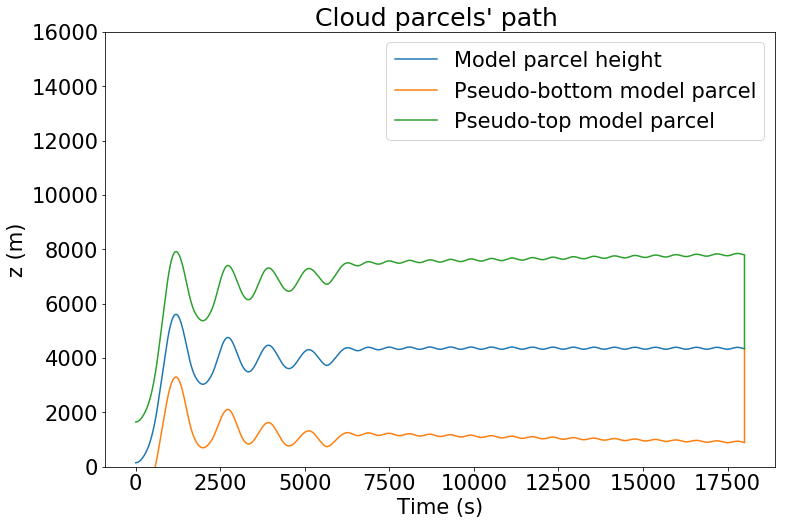 Cloud parcels' path
16000
14000
12000
10000
8000
6000
4000
2000
0
z (m)
Model parcel height
Pseudo-bottom model parcel
Pseudo-top model parcel
0 2500 5000 7500 10000 12500 15000 17500
Time (s)